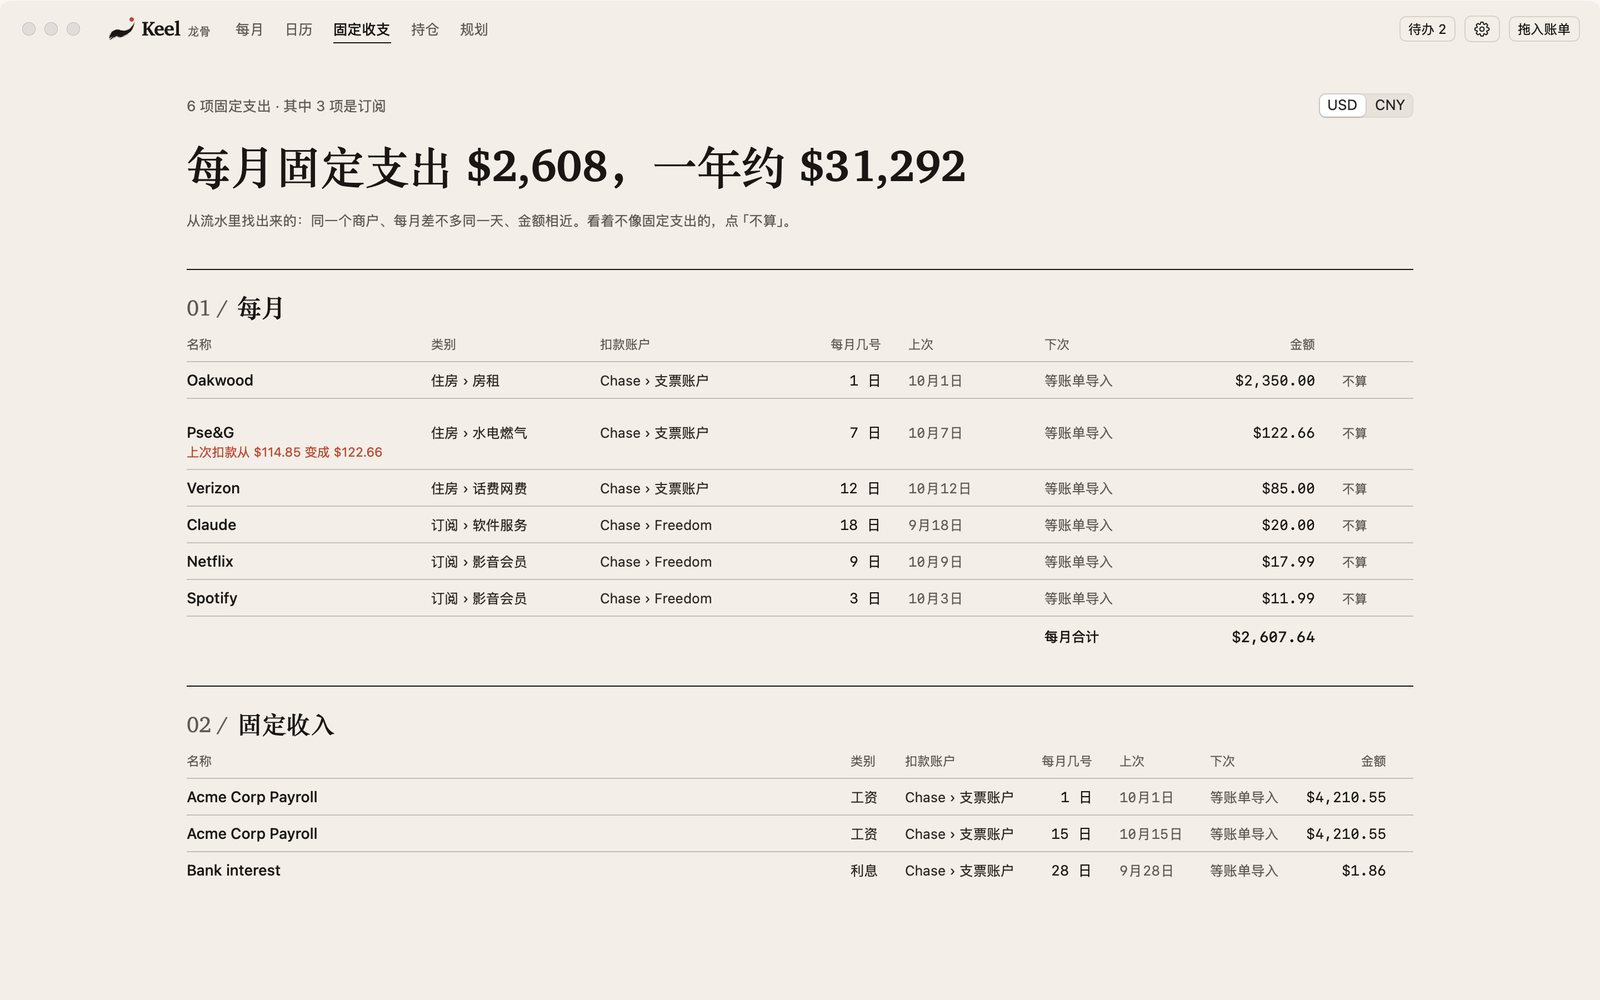 Keel 龙骨 每月 日历 固定收支 持仓 规划 待办 2 拖入账单
6 项固定支出 · 其中 3 项是订阅 USD CNY
每月固定支出 $2,608，一年约 $31,292
从流水里找出来的：同一个商户、每月差不多同一天、金额相近。看着不像固定支出的，点「不算」。
01 / 每月
名称 类别 扣款账户 每月几号 上次 下次 金额
Oakwood 住房 › 房租 Chase › 支票账户 1 日 10月1日 等账单导入 $2,350.00 不算
Pse&G 住房 › 水电燃气 Chase › 支票账户 7 日 10月7日 等账单导入 $122.66 不算
上次扣款从 $114.85 变成 $122.66
Verizon 住房 › 话费网费 Chase › 支票账户 12 日 10月12日 等账单导入 $85.00 不算
Claude 订阅 › 软件服务 Chase › Freedom 18 日 9月18日 等账单导入 $20.00 不算
Netflix 订阅 › 影音会员 Chase › Freedom 9 日 10月9日 等账单导入 $17.99 不算
Spotify 订阅 › 影音会员 Chase › Freedom 3 日 10月3日 等账单导入 $11.99 不算
每月合计 $2,607.64
02 / 固定收入
名称 类别 扣款账户 每月几号 上次 下次 金额
Acme Corp Payroll 工资 Chase › 支票账户 1 日 10月1日 等账单导入 $4,210.55
Acme Corp Payroll 工资 Chase › 支票账户 15 日 10月15日 等账单导入 $4,210.55
Bank interest 利息 Chase › 支票账户 28 日 9月28日 等账单导入 $1.86